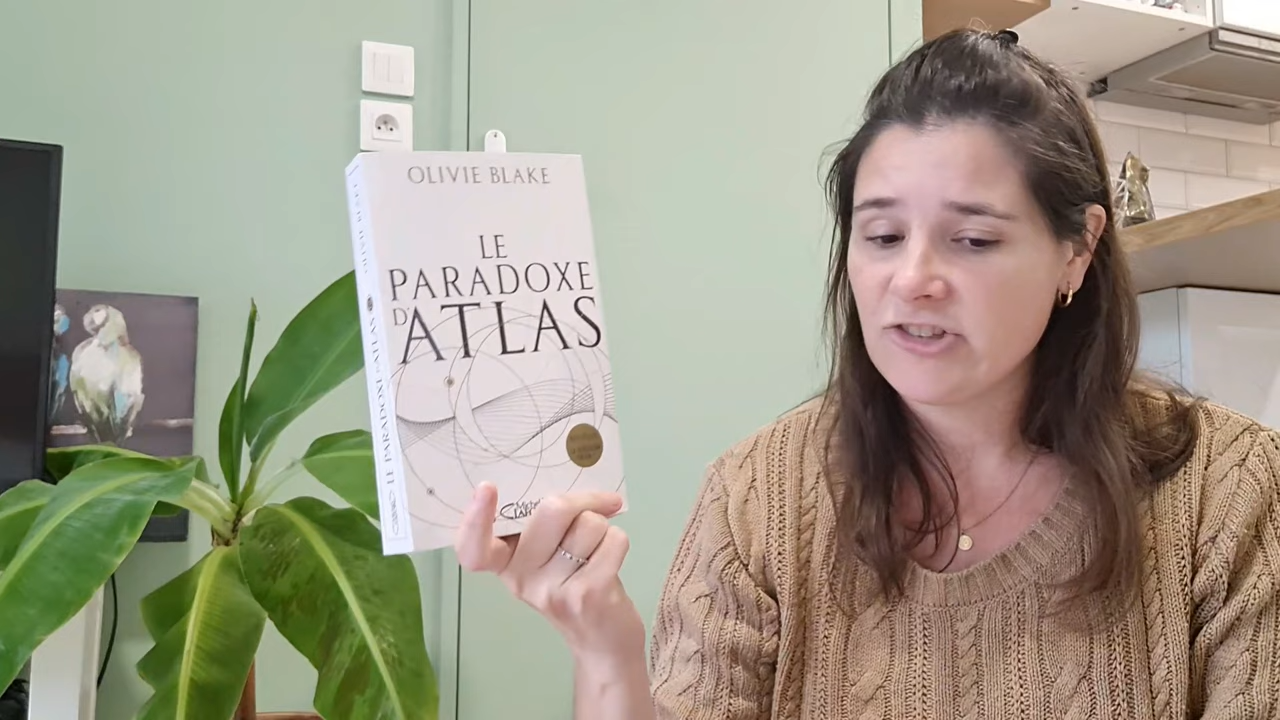 OLIVIE BLAKE
LE
PARADOXE
D'ATLAS
LE PARADOXE D'ATLAS